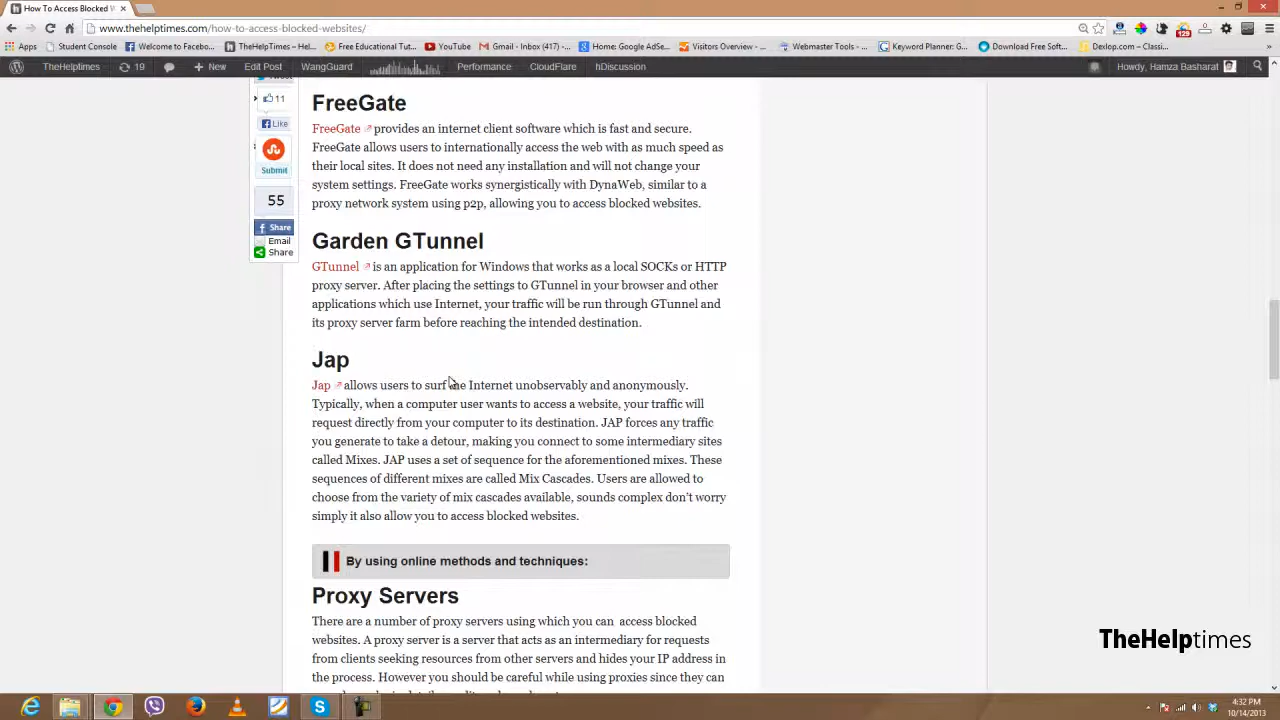 How To Access Blocked W
www.thehelptimes.com/how-to-access-blocked-websites/
Apps Student Console Welcome to Facebo... TheHelpTimes – Hel... Free Educational Tut... YouTube Gmail - Inbox (417) -... Home: Google AdSe... Visitors Overview -... Webmaster Tools -... Keyword Planner: G... Download Free Soft... Dexlop.com – Classi...
TheHelptimes 19 New Edit Post WangGuard Performance CloudFlare hDiscussion Howdy, Hamza Basharat
129
Tweet
11
Like
Submit
55
Share
Email
Share
FreeGate
FreeGate provides an internet client software which is fast and secure.
FreeGate allows users to internationally access the web with as much speed as
their local sites. It does not need any installation and will not change your
system settings. FreeGate works synergistically with DynaWeb, similar to a
proxy network system using p2p, allowing you to access blocked websites.
Garden GTunnel
GTunnel is an application for Windows that works as a local SOCKs or HTTP
proxy server. After placing the settings to GTunnel in your browser and other
applications which use Internet, your traffic will be run through GTunnel and
its proxy server farm before reaching the intended destination.
Jap
Jap allows users to surf the Internet unobservably and anonymously.
Typically, when a computer user wants to access a website, your traffic will
request directly from your computer to its destination. JAP forces any traffic
you generate to take a detour, making you connect to some intermediary sites
called Mixes. JAP uses a set of sequence for the aforementioned mixes. These
sequences of different mixes are called Mix Cascades. Users are allowed to
choose from the variety of mix cascades available, sounds complex don't worry
simply it also allow you to access blocked websites.
By using online methods and techniques:
Proxy Servers
There are a number of proxy servers using which you can access blocked
websites. A proxy server is a server that acts as an intermediary for requests
from clients seeking resources from other servers and hides your IP address in
the process. However you should be careful while using proxies since they can
TheHelptimes
4:32 PM
10/14/2013